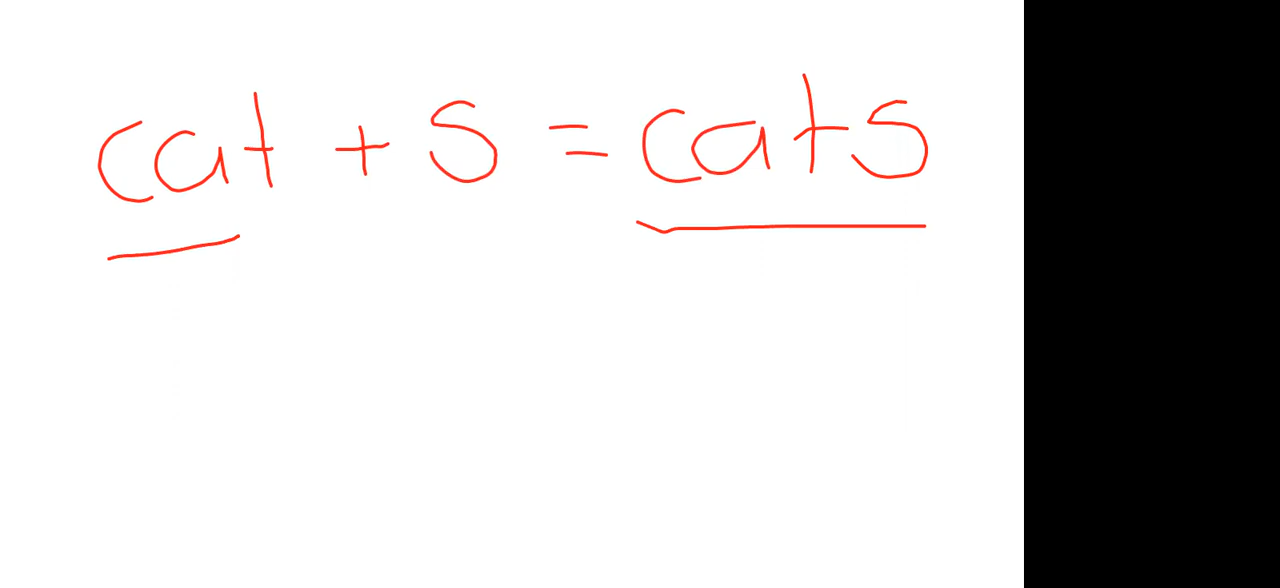 cat + s = cats